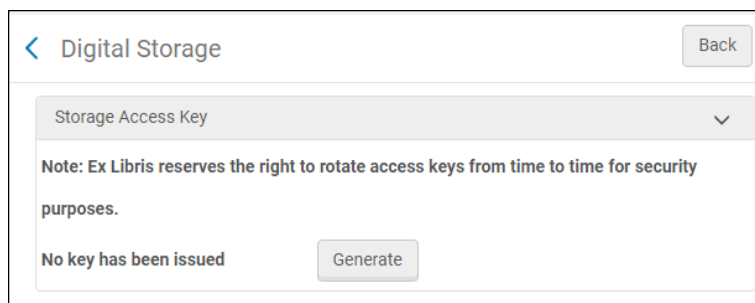 Digital Storage
Back
Storage Access Key
Note: Ex Libris reserves the right to rotate access keys from time to time for security
purposes.
No key has been issued
Generate